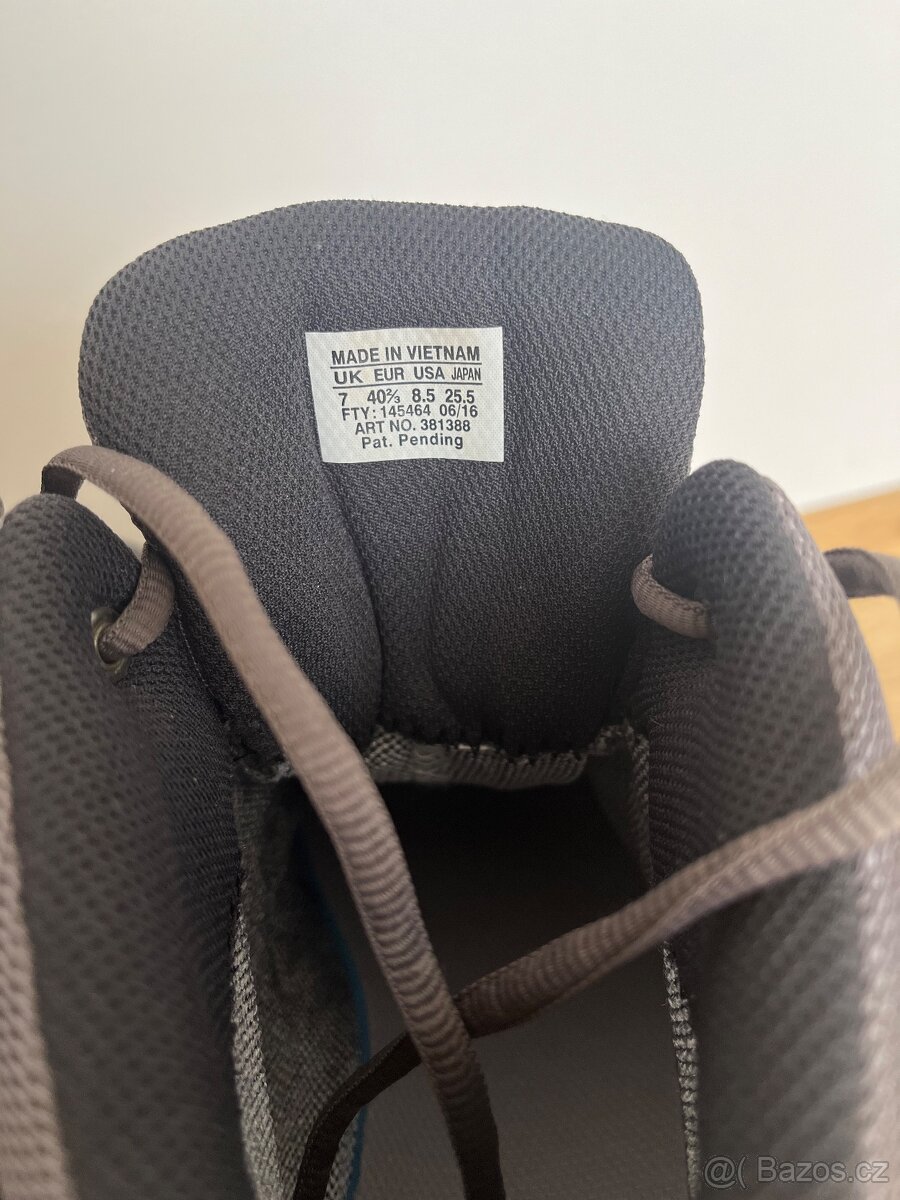 MADE IN VIETNAM
UK EUR USA JAPAN
7 40⅔ 8.5 25.5
FTY: 145464 06/16
ART NO. 381388
Pat. Pending
@( Bazos.cz